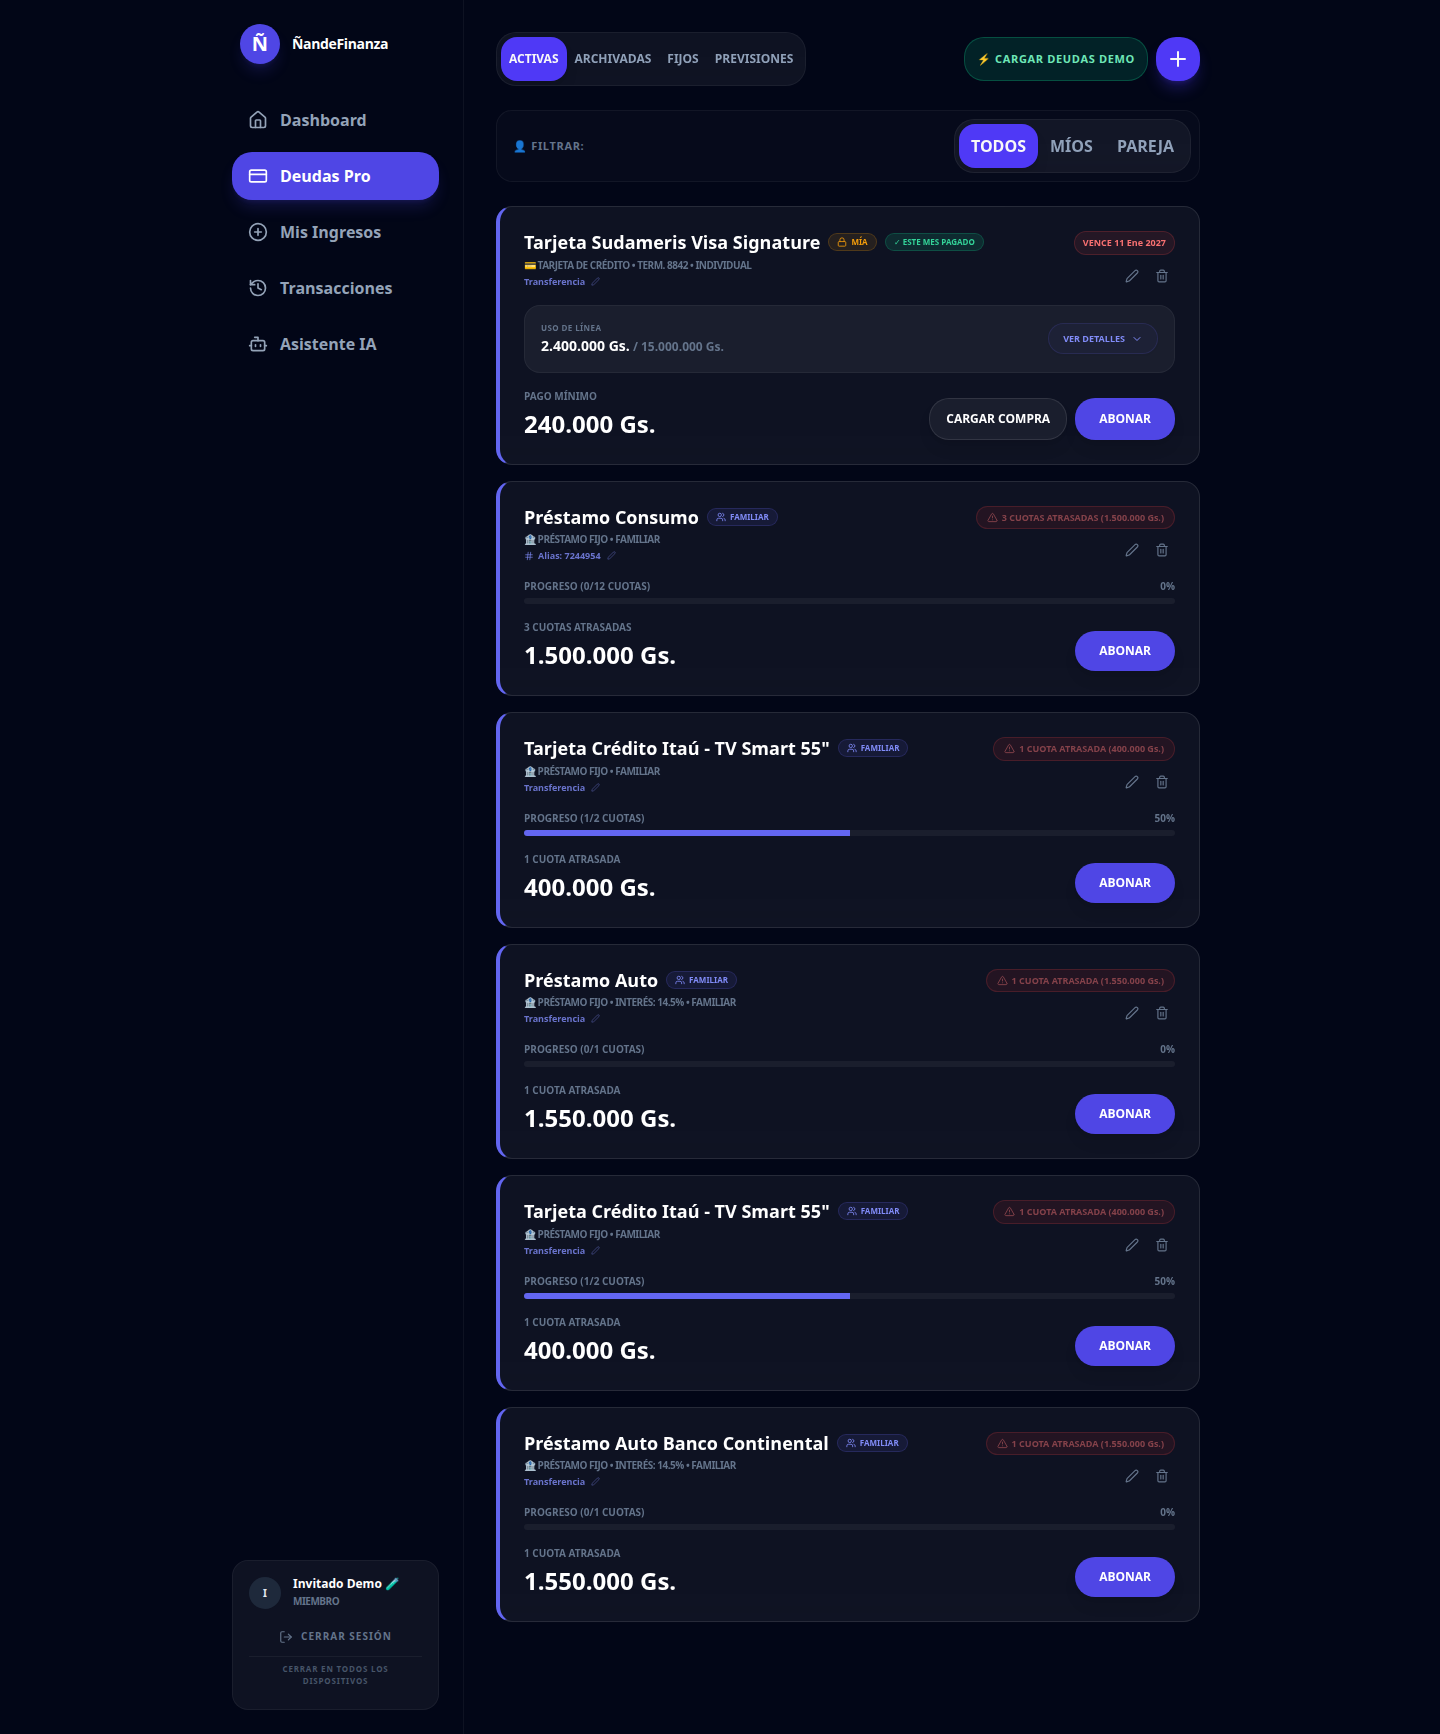 Ñ
ÑandeFinanza
Dashboard
Deudas Pro
Mis Ingresos
Transacciones
Asistente IA
Invitado Demo 🧪
I
MIEMBRO
CERRAR SESIÓN
CERRAR EN TODOS LOS
DISPOSITIVOS
ACTIVAS ARCHIVADAS FIJOS PREVISIONES
⚡ CARGAR DEUDAS DEMO
👤 FILTRAR:
TODOS MÍOS PAREJA
Tarjeta Sudameris Visa Signature MÍA ✓ ESTE MES PAGADO VENCE 11 Ene 2027
💳 TARJETA DE CRÉDITO • TERM. 8842 • INDIVIDUAL
Transferencia
USO DE LÍNEA
2.400.000 Gs. / 15.000.000 Gs.
VER DETALLES
PAGO MÍNIMO
240.000 Gs.
CARGAR COMPRA ABONAR
Préstamo Consumo FAMILIAR 3 CUOTAS ATRASADAS (1.500.000 Gs.)
🏦 PRÉSTAMO FIJO • FAMILIAR
# Alias: 7244954
PROGRESO (0/12 CUOTAS) 0%
3 CUOTAS ATRASADAS
1.500.000 Gs.
ABONAR
Tarjeta Crédito Itaú - TV Smart 55" FAMILIAR 1 CUOTA ATRASADA (400.000 Gs.)
🏦 PRÉSTAMO FIJO • FAMILIAR
Transferencia
PROGRESO (1/2 CUOTAS) 50%
1 CUOTA ATRASADA
400.000 Gs.
ABONAR
Préstamo Auto FAMILIAR 1 CUOTA ATRASADA (1.550.000 Gs.)
🏦 PRÉSTAMO FIJO • INTERÉS: 14.5% • FAMILIAR
Transferencia
PROGRESO (0/1 CUOTAS) 0%
1 CUOTA ATRASADA
1.550.000 Gs.
ABONAR
Tarjeta Crédito Itaú - TV Smart 55" FAMILIAR 1 CUOTA ATRASADA (400.000 Gs.)
🏦 PRÉSTAMO FIJO • FAMILIAR
Transferencia
PROGRESO (1/2 CUOTAS) 50%
1 CUOTA ATRASADA
400.000 Gs.
ABONAR
Préstamo Auto Banco Continental FAMILIAR 1 CUOTA ATRASADA (1.550.000 Gs.)
🏦 PRÉSTAMO FIJO • INTERÉS: 14.5% • FAMILIAR
Transferencia
PROGRESO (0/1 CUOTAS) 0%
1 CUOTA ATRASADA
1.550.000 Gs.
ABONAR